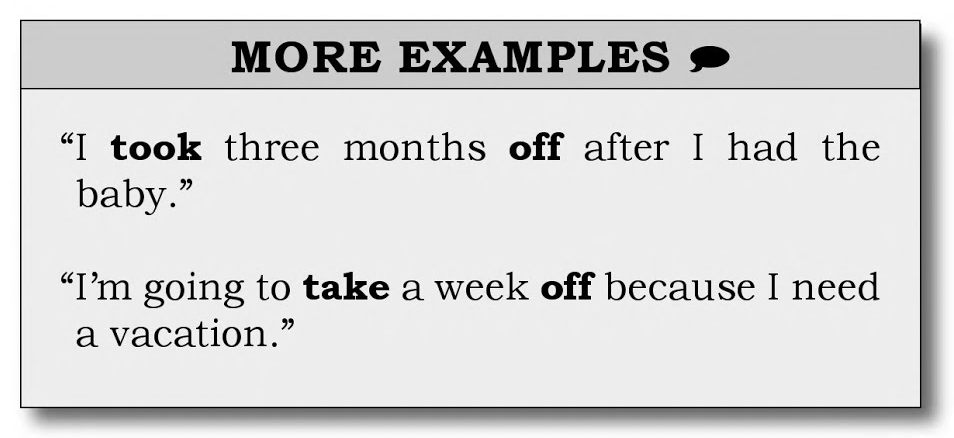 MORE EXAMPLES
“I took three months off after I had the
baby.”
“I’m going to take a week off because I need
a vacation.”